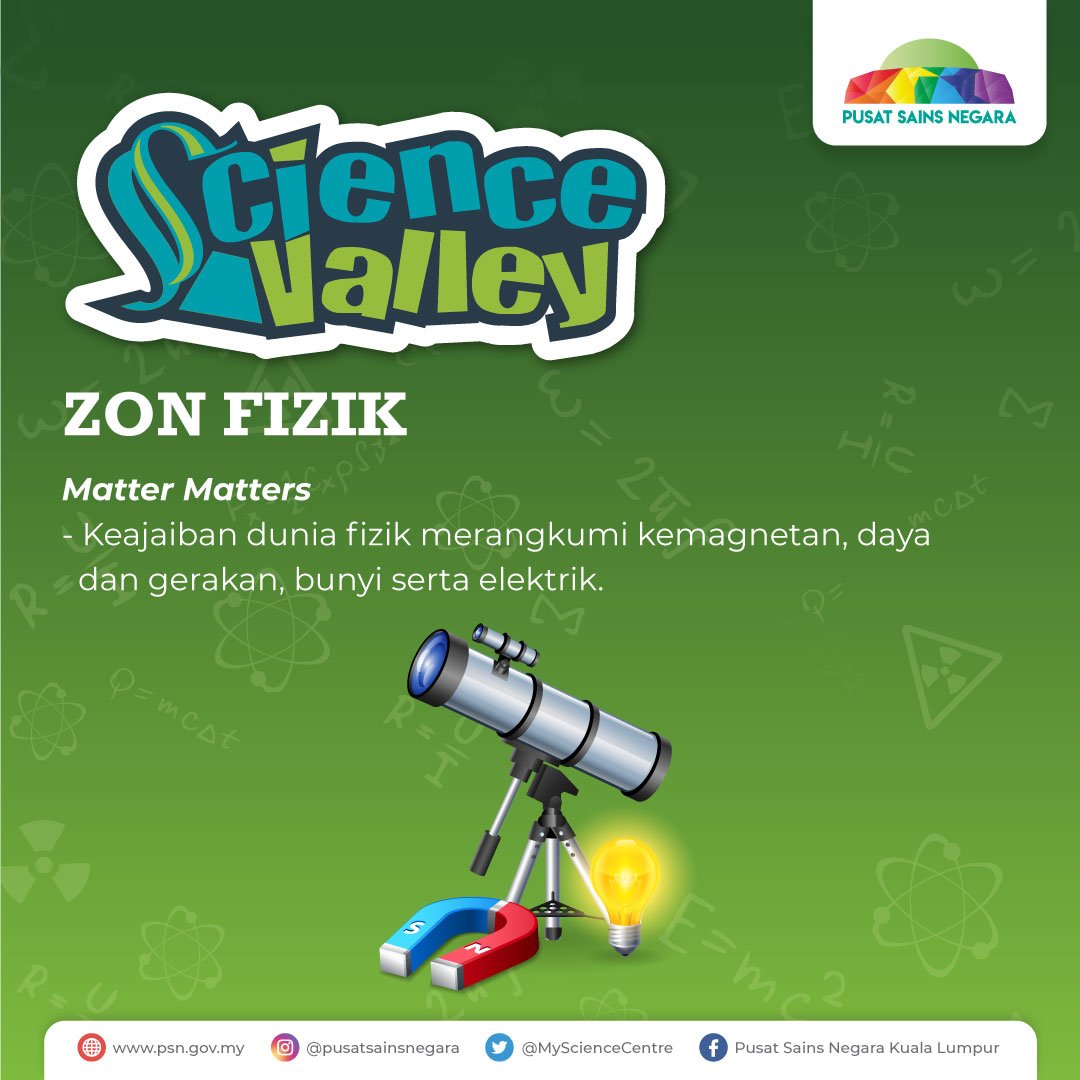 PUSAT SAINS NEGARA
Science
Valley
ZON FIZIK
Matter Matters
- Keajaiban dunia fizik merangkumi kemagnetan, daya
dan gerakan, bunyi serta elektrik.
S
N
www.psn.gov.my @pusatsainsnegara @MyScienceCentre Pusat Sains Negara Kuala Lumpur